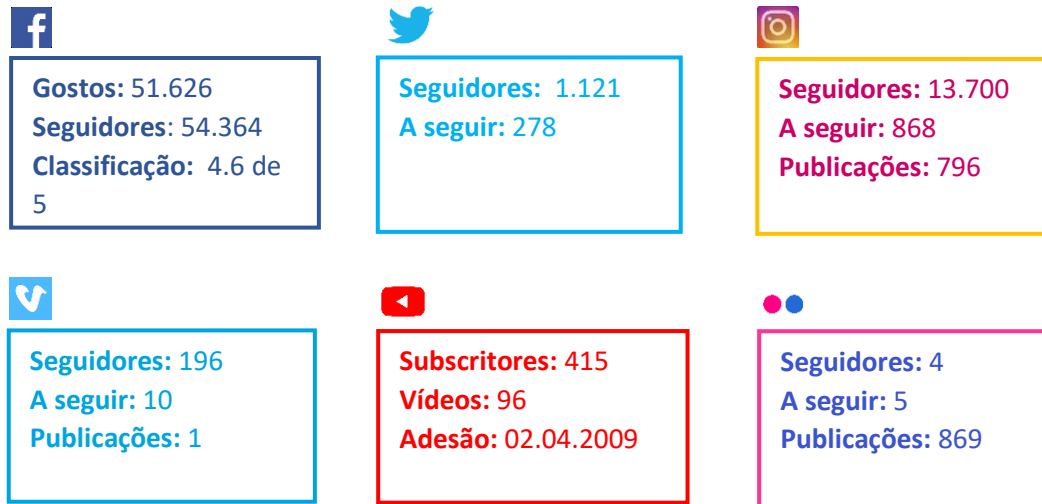 Gostos: 51.626
Seguidores: 54.364
Classificação: 4.6 de
5
Seguidores: 1.121
A seguir: 278
Seguidores: 13.700
A seguir: 868
Publicações: 796
Seguidores: 196
A seguir: 10
Publicações: 1
Subscritores: 415
Vídeos: 96
Adesão: 02.04.2009
Seguidores: 4
A seguir: 5
Publicações: 869